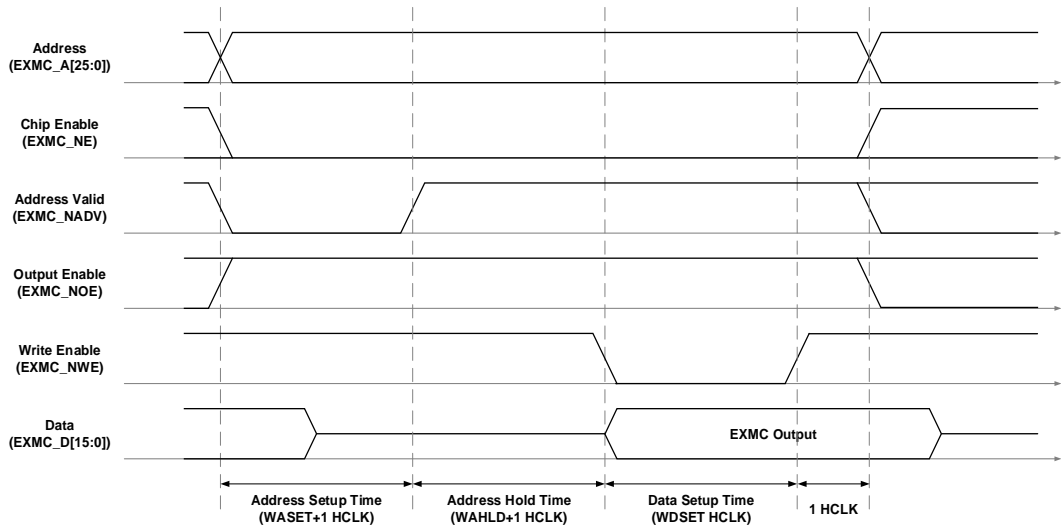 Address
(EXMC_A[25:0])
Chip Enable
(EXMC_NE)
Address Valid
(EXMC_NADV)
Output Enable
(EXMC_NOE)
Write Enable
(EXMC_NWE)
Data
(EXMC_D[15:0])
EXMC Output
Address Setup Time
(WASET+1 HCLK)
Address Hold Time
(WAHLD+1 HCLK)
Data Setup Time
(WDSET HCLK)
1 HCLK